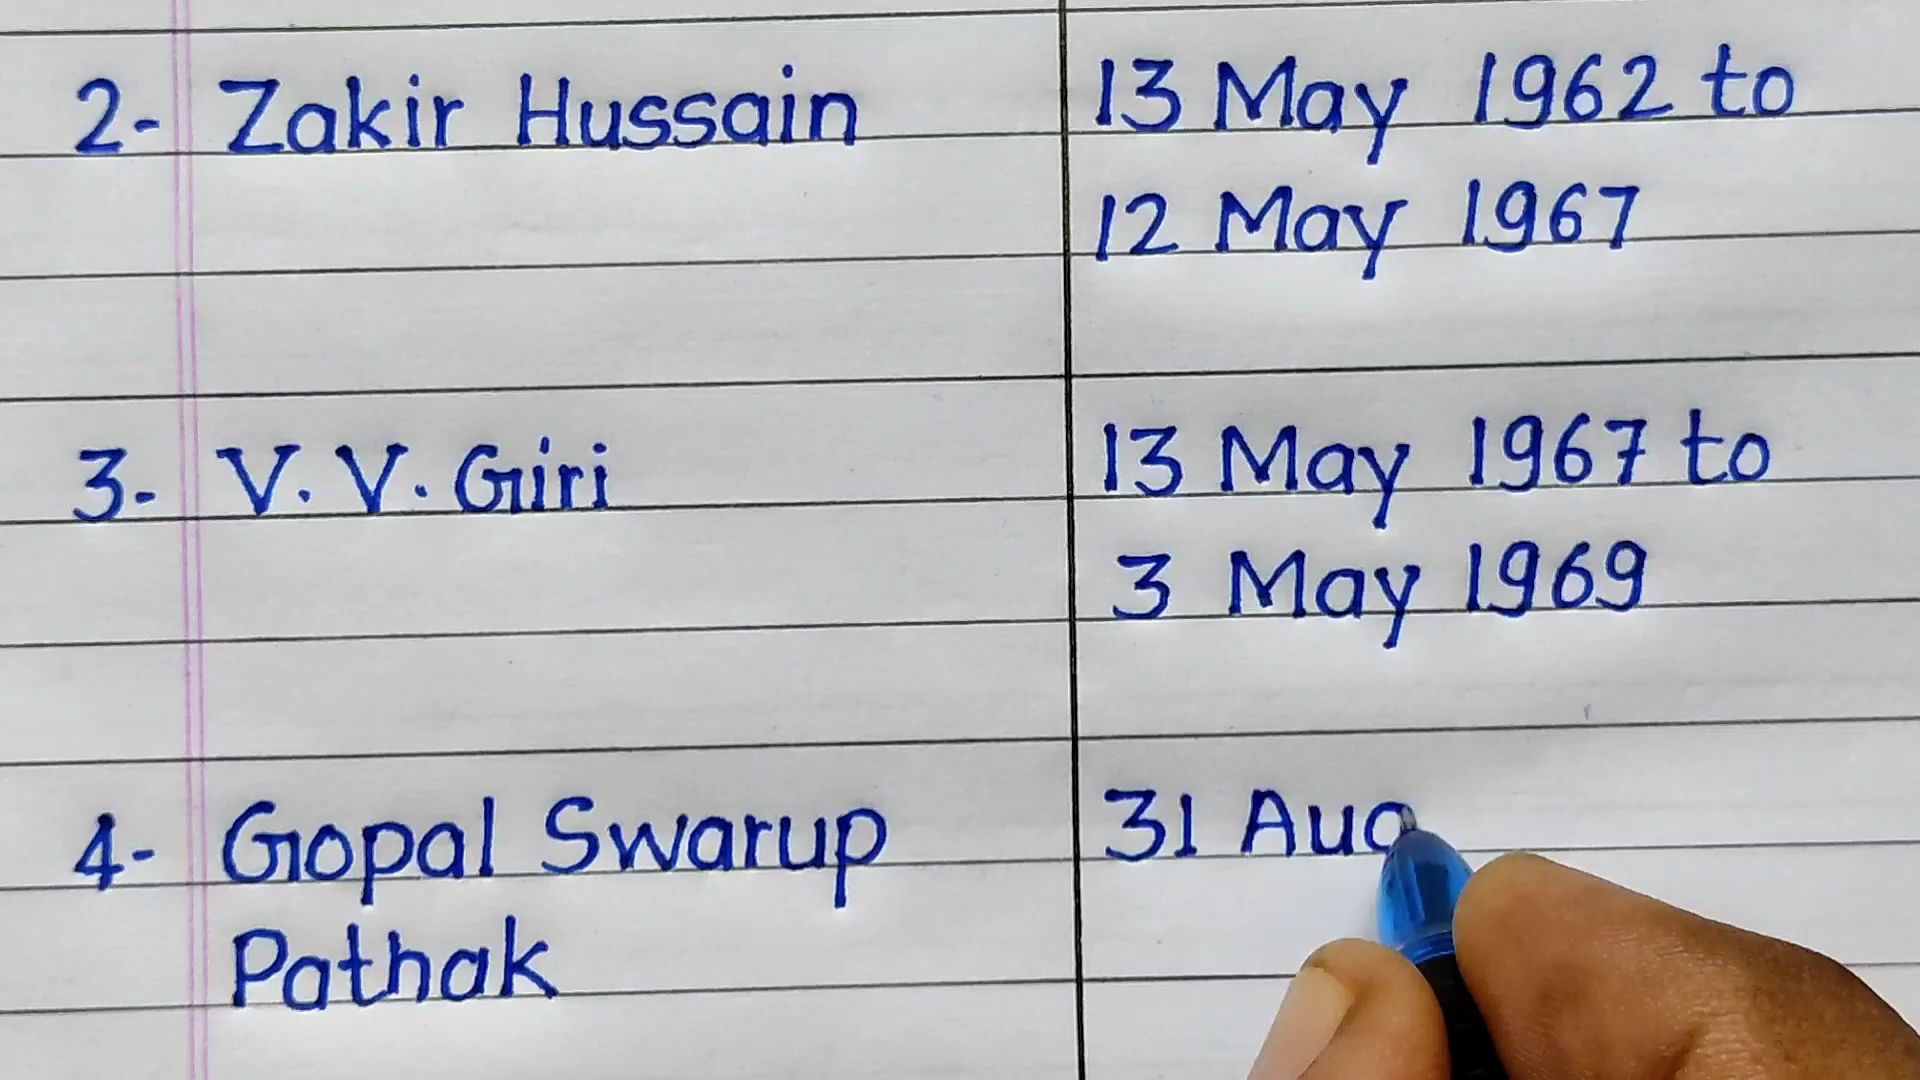 2- Zakir Hussain 13 May 1962 to
12 May 1967
3- V. V. Giri 13 May 1967 to
3 May 1969
4- Gopal Swarup 31 Aug
Pathak